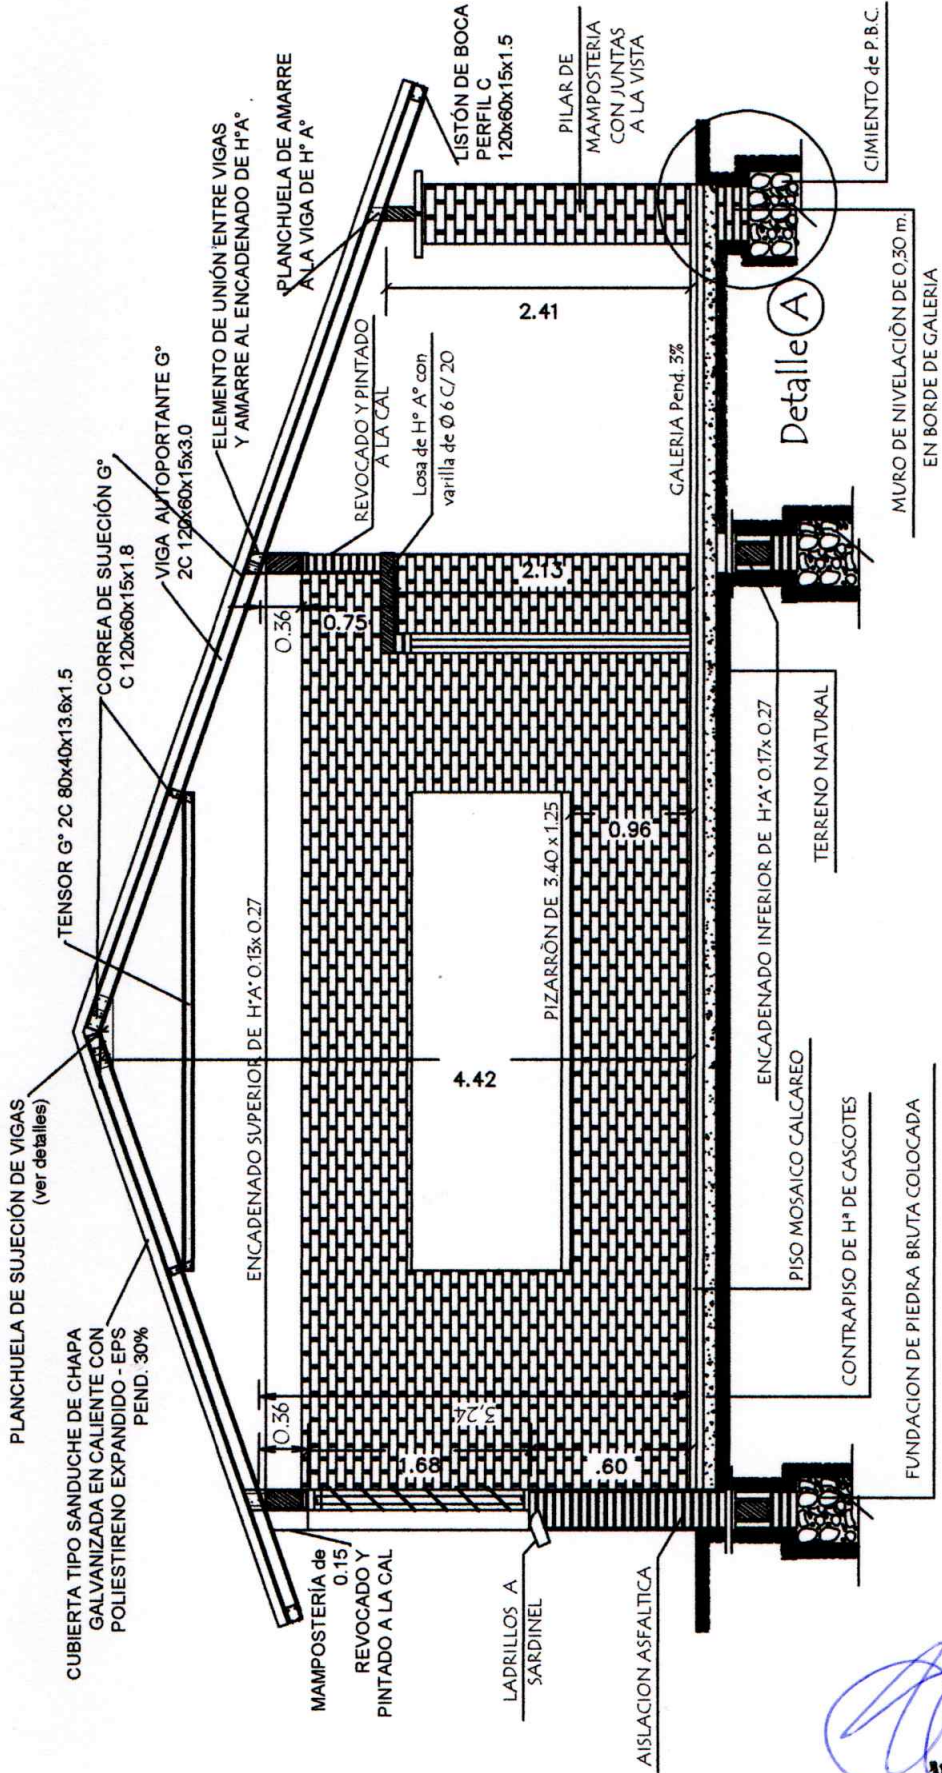 PLANCHUELA DE SUJECIÓN DE VIGAS
(ver detalles)
CUBIERTA TIPO SANDUCHE DE CHAPA
GALVANIZADA EN CALIENTE CON
POLIESTIRENO EXPANDIDO - EPS
PEND. 30%
TENSOR G° 2C 80x40x13.6x1.5
CORREA DE SUJECIÓN G°
C 120x60x15x1.8
VIGA AUTOPORTANTE G°
2C 120x60x15x3.0
ELEMENTO DE UNIÓN ENTRE VIGAS
Y AMARRE AL ENCADENADO DE H°A°
PLANCHUELA DE AMARRE
A LA VIGA DE H° A°
LISTÓN DE BOCA
PERFIL C
120x60x15x1.5
ENCADENADO SUPERIOR DE H°A° 0.13x 0.27
REVOCADO Y PINTADO
A LA CAL
Losa de H° A° con
varilla de Ø 6 C/ 20
PILAR DE
MAMPOSTERIA
CON JUNTAS
A LA VISTA
0.36
0.36
0.75
2.41
2.13
4.42
3,24
1.68
.60
0.96
PIZARRÒN DE 3.40 x 1.25
GALERIA Pend. 3%
MAMPOSTERÍA de
0.15
REVOCADO Y
PINTADO A LA CAL
LADRILLOS A
SARDINEL
AISLACION ASFALTICA
Detalle A
PISO MOSAICO CALCAREO
ENCADENADO INFERIOR DE H°A° 0.17x 0.27
TERRENO NATURAL
CONTRAPISO DE Hª DE CASCOTES
FUNDACION DE PIEDRA BRUTA COLOCADA
CIMIENTO de P.B.C.
MURO DE NIVELACIÒN DE 0,30 m.
EN BORDE DE GALERIA